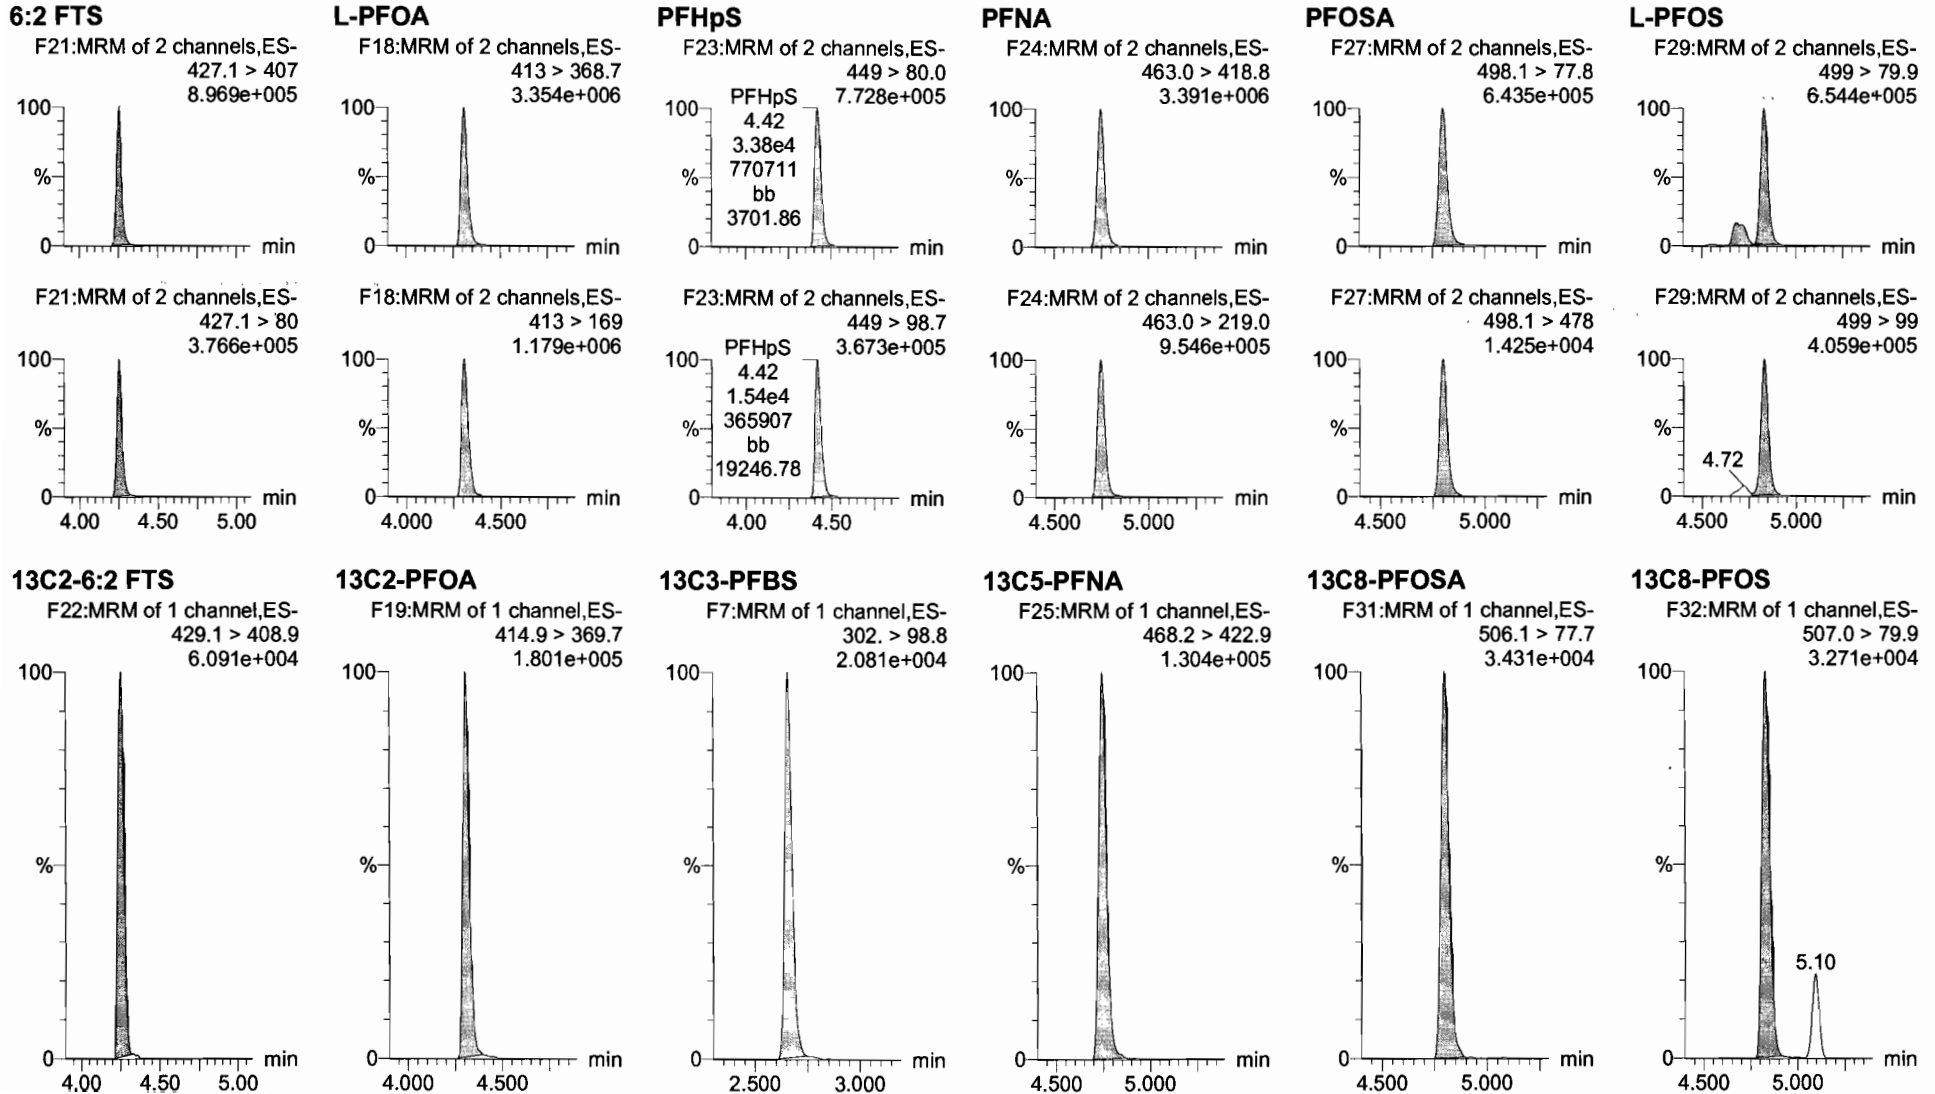 6:2 FTS
F21:MRM of 2 channels,ES-
427.1 > 407
8.969e+005
100
%
0
min
F21:MRM of 2 channels,ES-
427.1 > 80
3.766e+005
100
%
0
min
4.00 4.50 5.00
L-PFOA
F18:MRM of 2 channels,ES-
413 > 368.7
3.354e+006
100
%
0
min
F18:MRM of 2 channels,ES-
413 > 169
1.179e+006
100
%
0
min
4.000 4.500
PFHpS
F23:MRM of 2 channels,ES-
449 > 80.0
7.728e+005
PFHpS
4.42
3.38e4
770711
bb
3701.86
100
%
0
min
F23:MRM of 2 channels,ES-
449 > 98.7
3.673e+005
PFHpS
4.42
1.54e4
365907
bb
19246.78
100
%
0
min
4.00 4.50
PFNA
F24:MRM of 2 channels,ES-
463.0 > 418.8
3.391e+006
100
%
0
min
F24:MRM of 2 channels,ES-
463.0 > 219.0
9.546e+005
100
%
0
min
4.500 5.000
PFOSA
F27:MRM of 2 channels,ES-
498.1 > 77.8
6.435e+005
100
%
0
min
F27:MRM of 2 channels,ES-
498.1 > 478
1.425e+004
100
%
0
min
4.500 5.000
L-PFOS
F29:MRM of 2 channels,ES-
499 > 79.9
6.544e+005
100
%
0
min
F29:MRM of 2 channels,ES-
499 > 99
4.059e+005
100
%
4.72
0
min
4.500 5.000
13C2-6:2 FTS
F22:MRM of 1 channel,ES-
429.1 > 408.9
6.091e+004
100
%
0
min
4.00 4.50 5.00
13C2-PFOA
F19:MRM of 1 channel,ES-
414.9 > 369.7
1.801e+005
100
%
0
min
4.000 4.500
13C3-PFBS
F7:MRM of 1 channel,ES-
302. > 98.8
2.081e+004
100
%
0
min
2.500 3.000
13C5-PFNA
F25:MRM of 1 channel,ES-
468.2 > 422.9
1.304e+005
100
%
0
min
4.500 5.000
13C8-PFOSA
F31:MRM of 1 channel,ES-
506.1 > 77.7
3.431e+004
100
%
0
min
4.500 5.000
13C8-PFOS
F32:MRM of 1 channel,ES-
507.0 > 79.9
3.271e+004
100
%
5.10
0
min
4.500 5.000